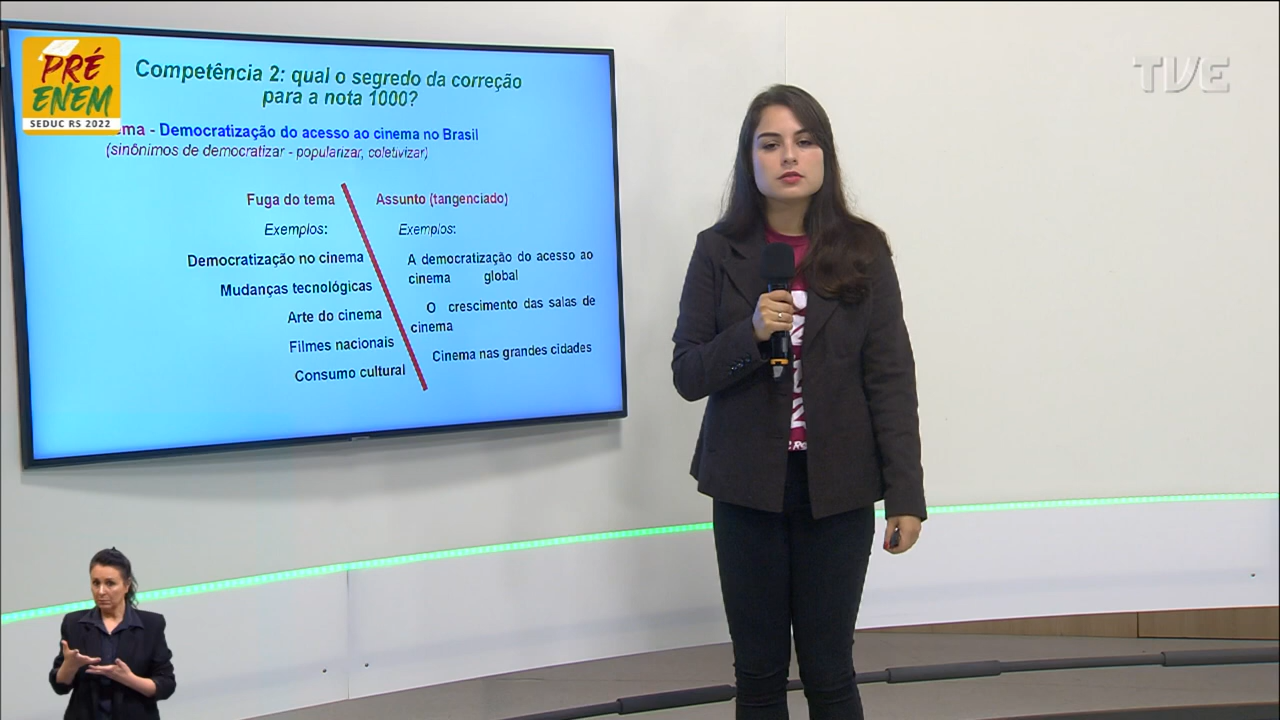 PRÉ
ENEM
SEDUC RS 2022
Competência 2: qual o segredo da correção
para a nota 1000?
ema - Democratização do acesso ao cinema no Brasil
(sinônimos de democratizar - popularizar, coletivizar)
Fuga do tema
Exemplos:
Democratização no cinema
Mudanças tecnológicas
Arte do cinema
Filmes nacionais
Consumo cultural
Assunto (tangenciado)
Exemplos:
A democratização do acesso ao
cinema global
O crescimento das salas de
cinema
Cinema nas grandes cidades
TVE